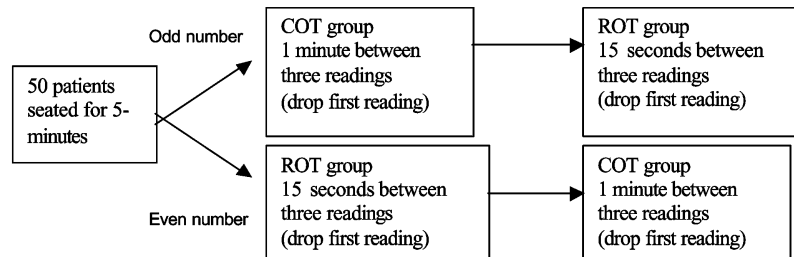 50 patients
seated for 5-
minutes
Odd number
COT group
1 minute between
three readings
(drop first reading)
ROT group
15 seconds between
three readings
(drop first reading)
Even number
ROT group
15 seconds between
three readings
(drop first reading)
COT group
1 minute between
three readings
(drop first reading)